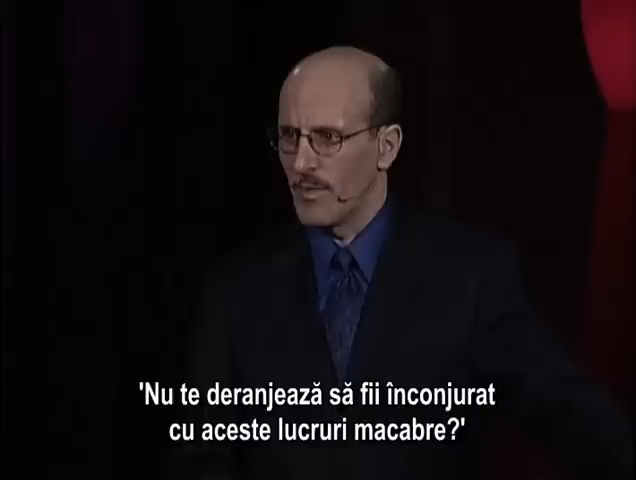 'Nu te deranjează să fii înconjurat
cu aceste lucruri macabre?'